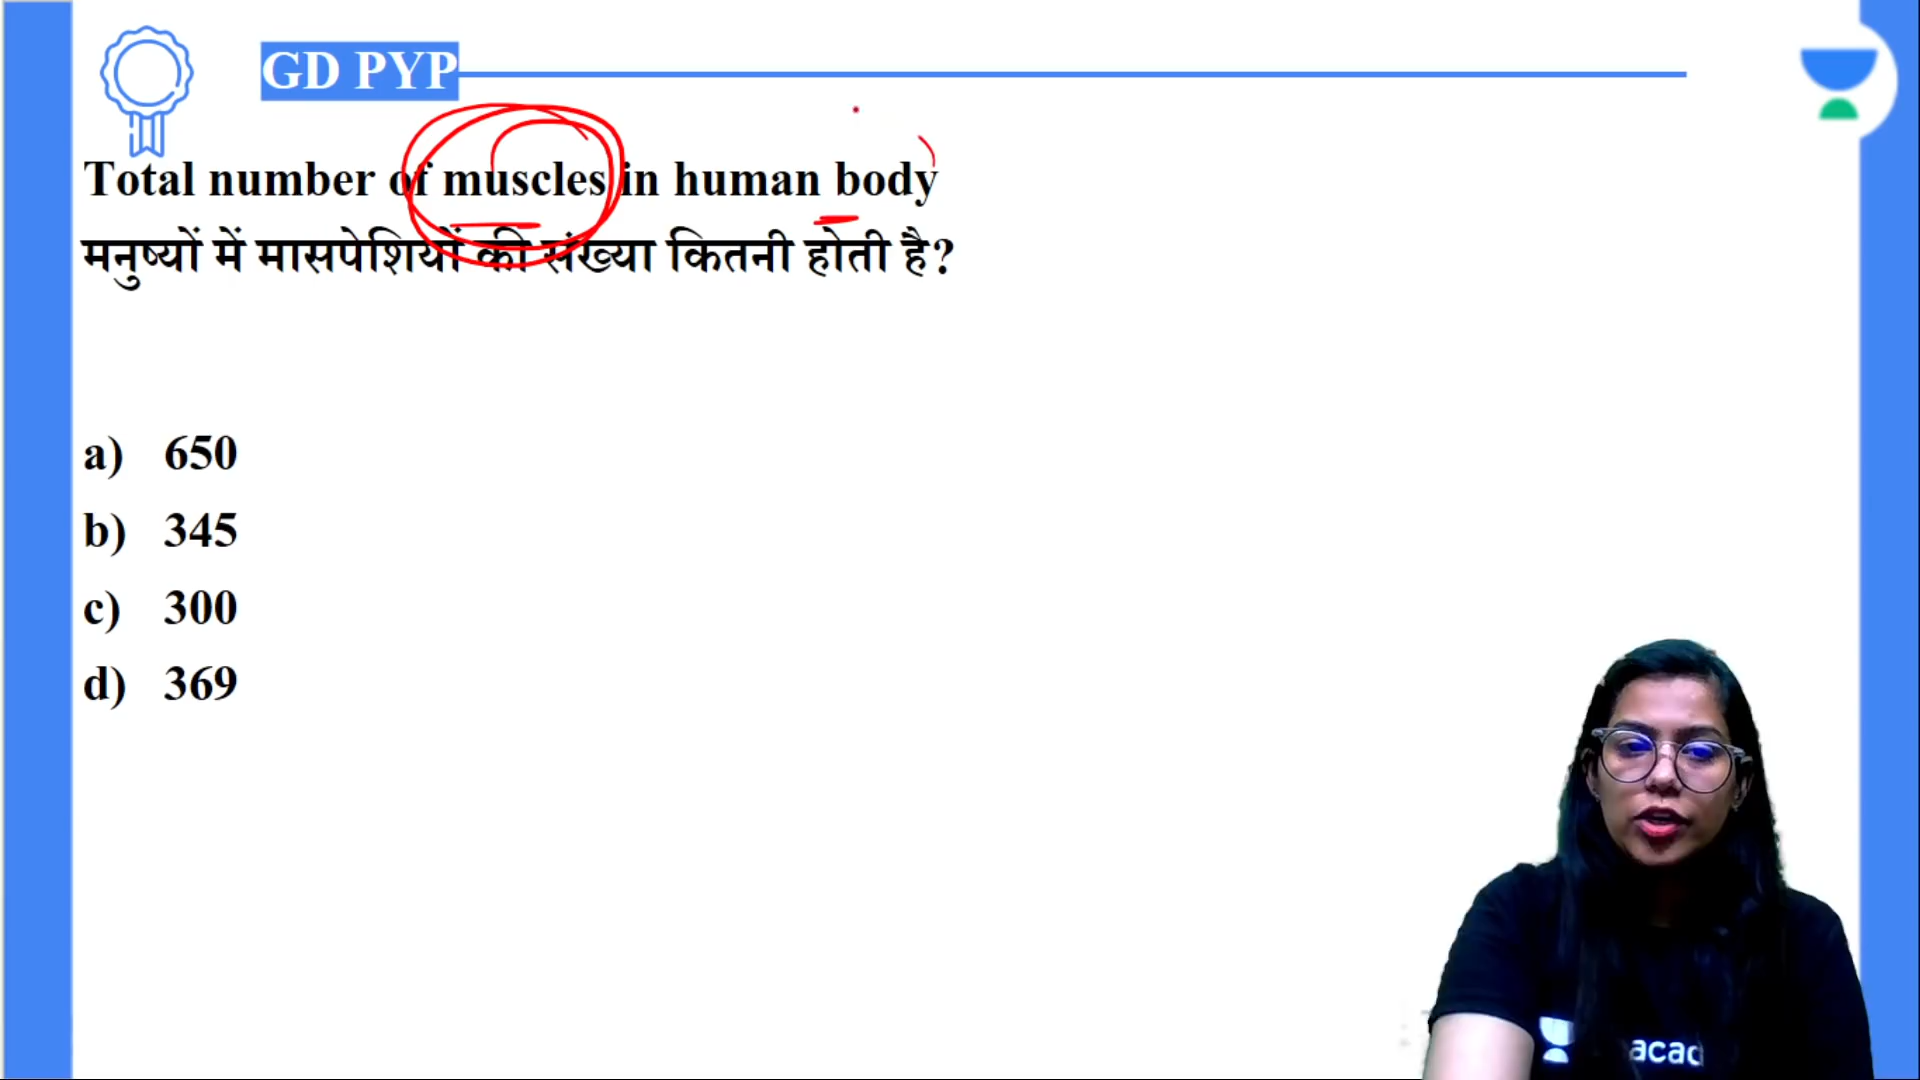 GD PYP
Total number of muscles in human body
मनुष्यों में मासपेशियों की संख्या कितनी होती है?
a) 650
b) 345
c) 300
d) 369
acad